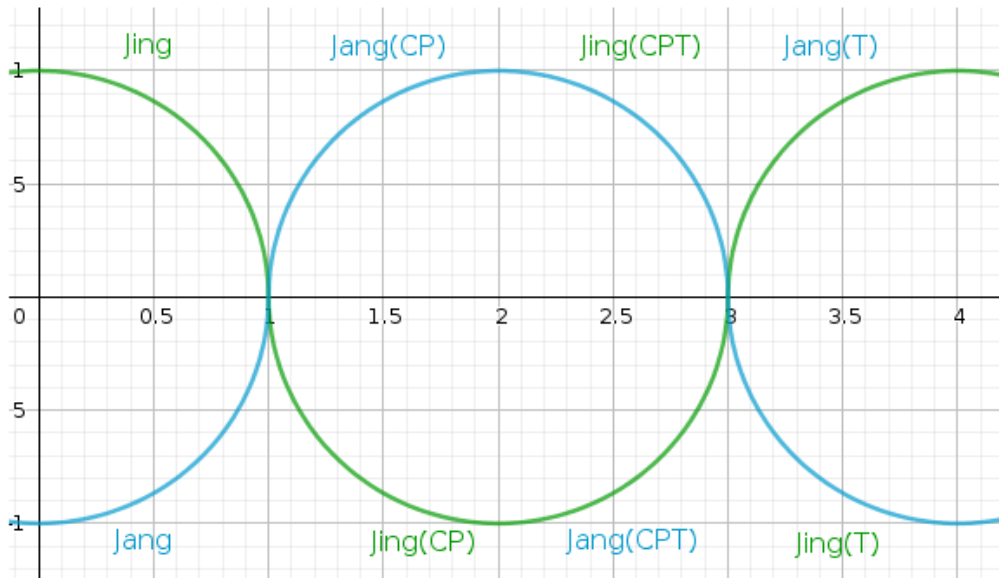 Jing Jang(CP) Jing(CPT) Jang(T)
1
5
0 0.5 1 1.5 2 2.5 3 3.5 4
5
-1
Jang Jing(CP) Jang(CPT) Jing(T)